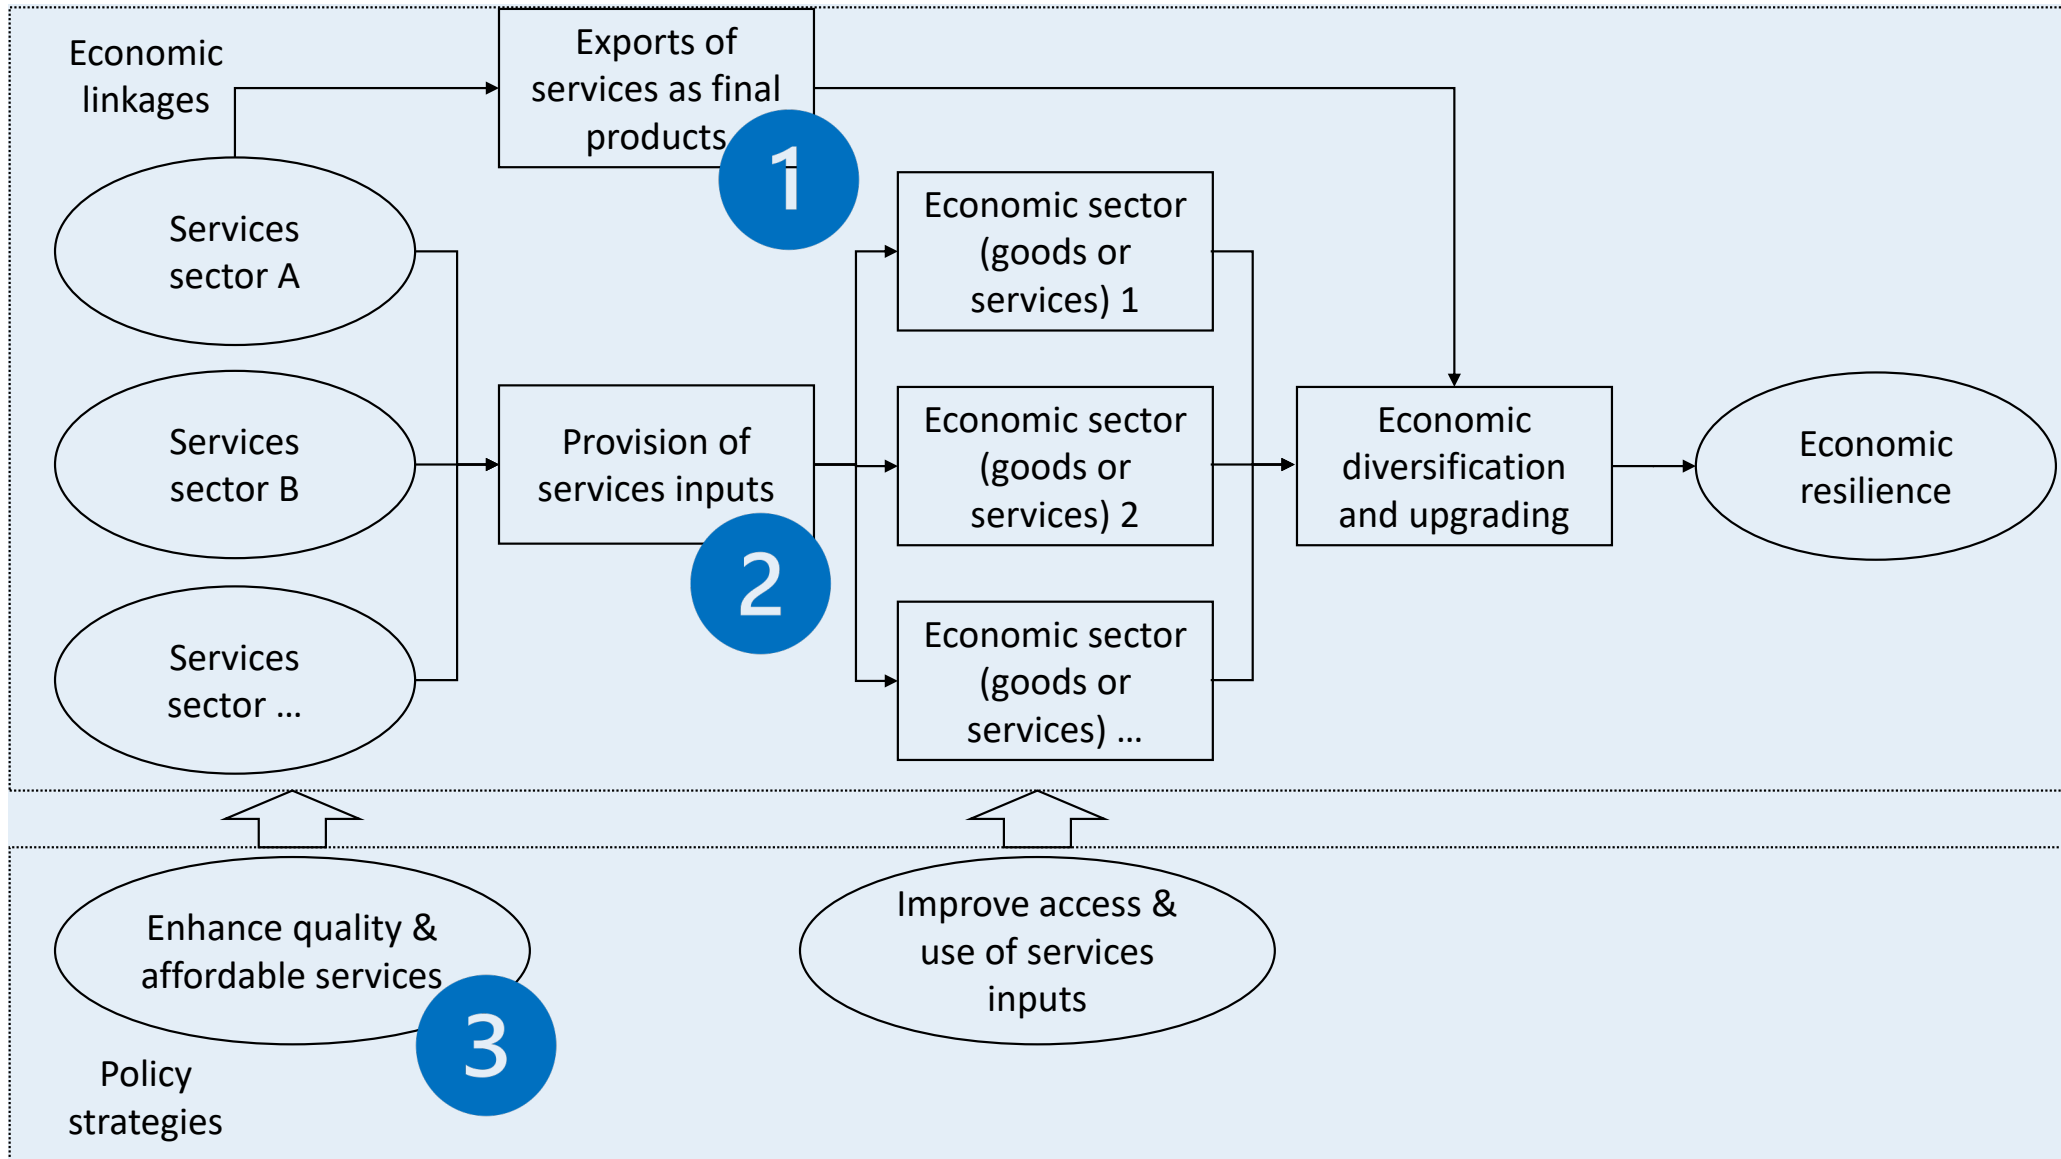 Economic
linkages
Exports of
services as final
products
1
Services
sector A
Economic sector
(goods or
services) 1
Services
sector B
Provision of
services inputs
2
Economic sector
(goods or
services) 2
Economic
diversification
and upgrading
Economic
resilience
Services
sector ...
Economic sector
(goods or
services) ...
Enhance quality &
affordable services
3
Improve access &
use of services
inputs
Policy
strategies